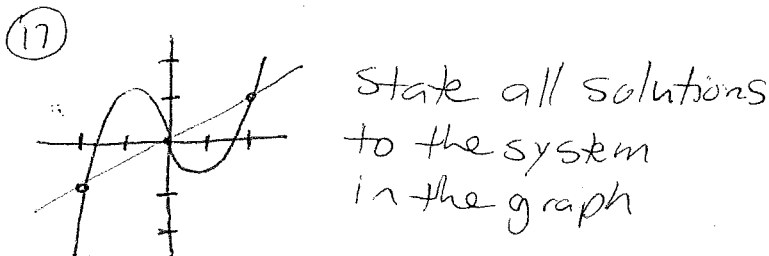 17
State all solutions
to the system
in the graph